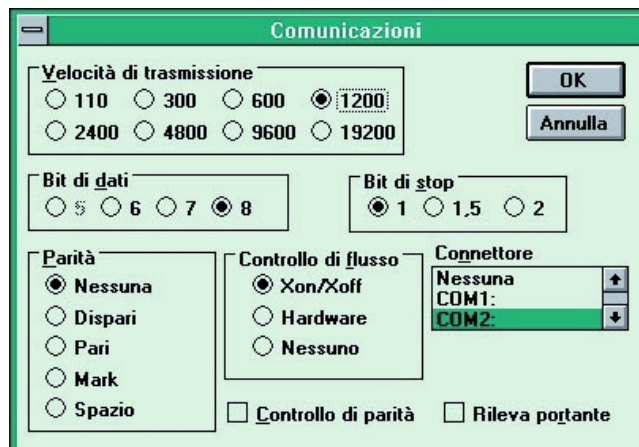 Comunicazioni
Velocità di trasmissione
110 300 600 1200
2400 4800 9600 19200
OK
Annulla
Bit di dati
5 6 7 8
Bit di stop
1 1,5 2
Parità
Nessuna
Dispari
Pari
Mark
Spazio
Controllo di flusso
Xon/Xoff
Hardware
Nessuno
Connettore
Nessuna
COM1:
COM2:
Controllo di parità
Rileva portante